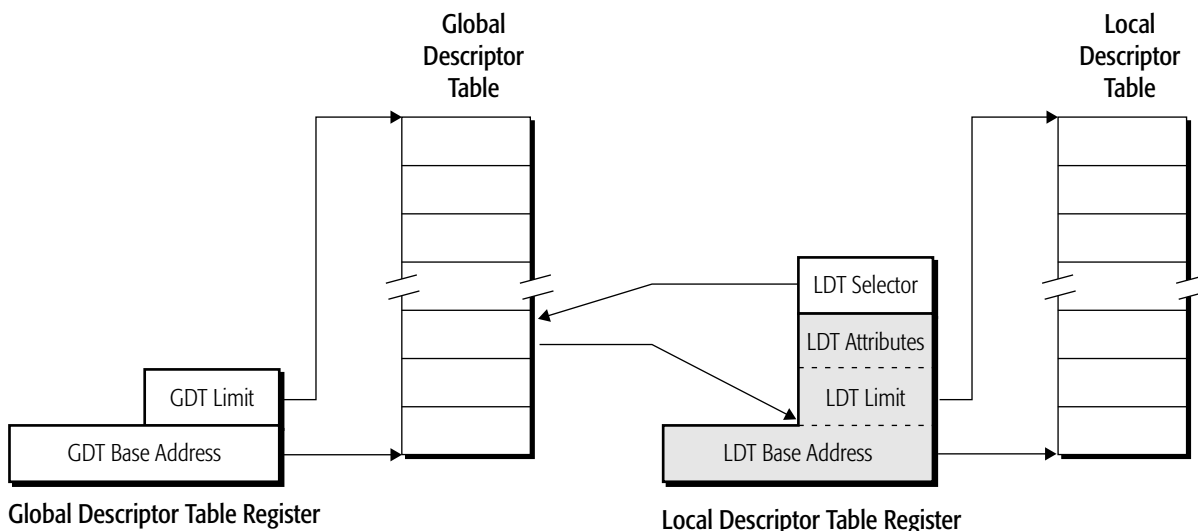 Global
Descriptor
Table
Local
Descriptor
Table
LDT Selector
LDT Attributes
GDT Limit
LDT Limit
GDT Base Address
LDT Base Address
Global Descriptor Table Register
Local Descriptor Table Register